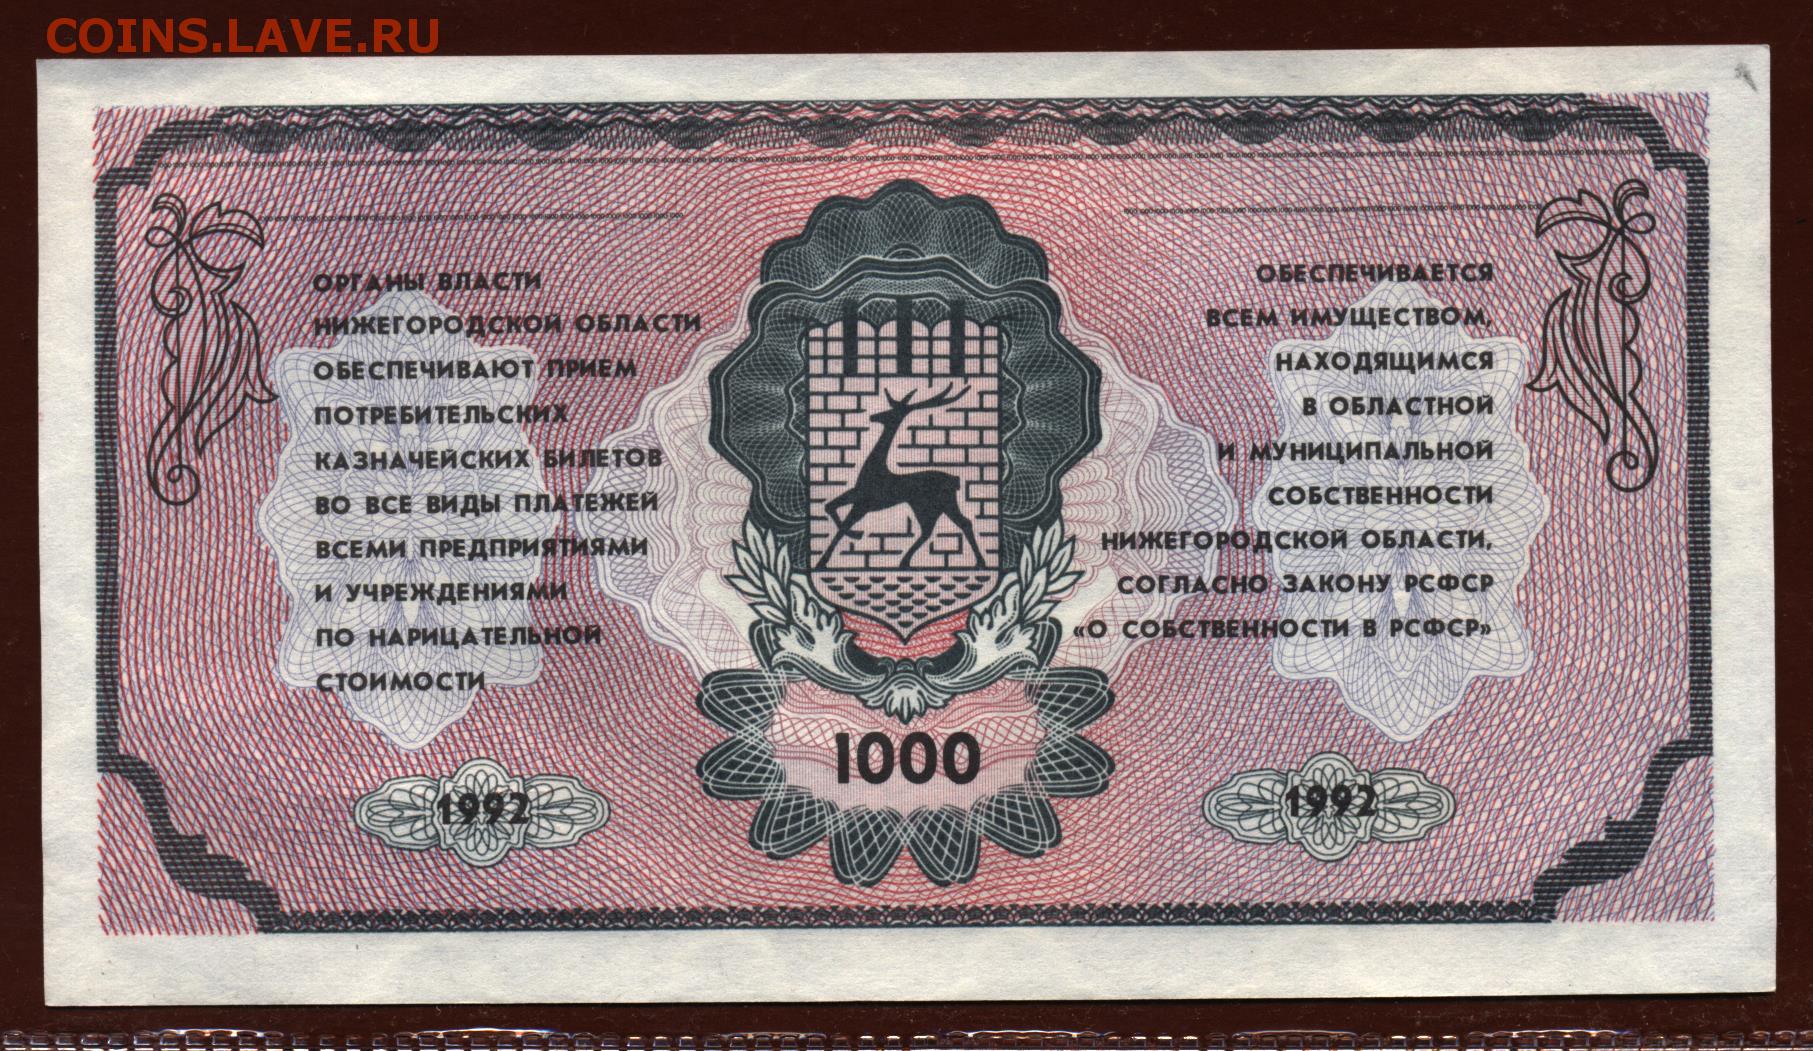 COINS.LAVE.RU
ОРГАНЫ ВЛАСТИ
НИЖЕГОРОДСКОЙ ОБЛАСТИ
ОБЕСПЕЧИВАЮТ ПРИЕМ
ПОТРЕБИТЕЛЬСКИХ
КАЗНАЧЕЙСКИХ БИЛЕТОВ
ВО ВСЕ ВИДЫ ПЛАТЕЖЕЙ
ВСЕМИ ПРЕДПРИЯТИЯМИ
И УЧРЕЖДЕНИЯМИ
ПО НАРИЦАТЕЛЬНОЙ
СТОИМОСТИ
ОБЕСПЕЧИВАЕТСЯ
ВСЕМ ИМУЩЕСТВОМ,
НАХОДЯЩИМСЯ
В ОБЛАСТНОЙ
И МУНИЦИПАЛЬНОЙ
СОБСТВЕННОСТИ
НИЖЕГОРОДСКОЙ ОБЛАСТИ,
СОГЛАСНО ЗАКОНУ РСФСР
«О СОБСТВЕННОСТИ В РСФСР»
1000
1992
1992